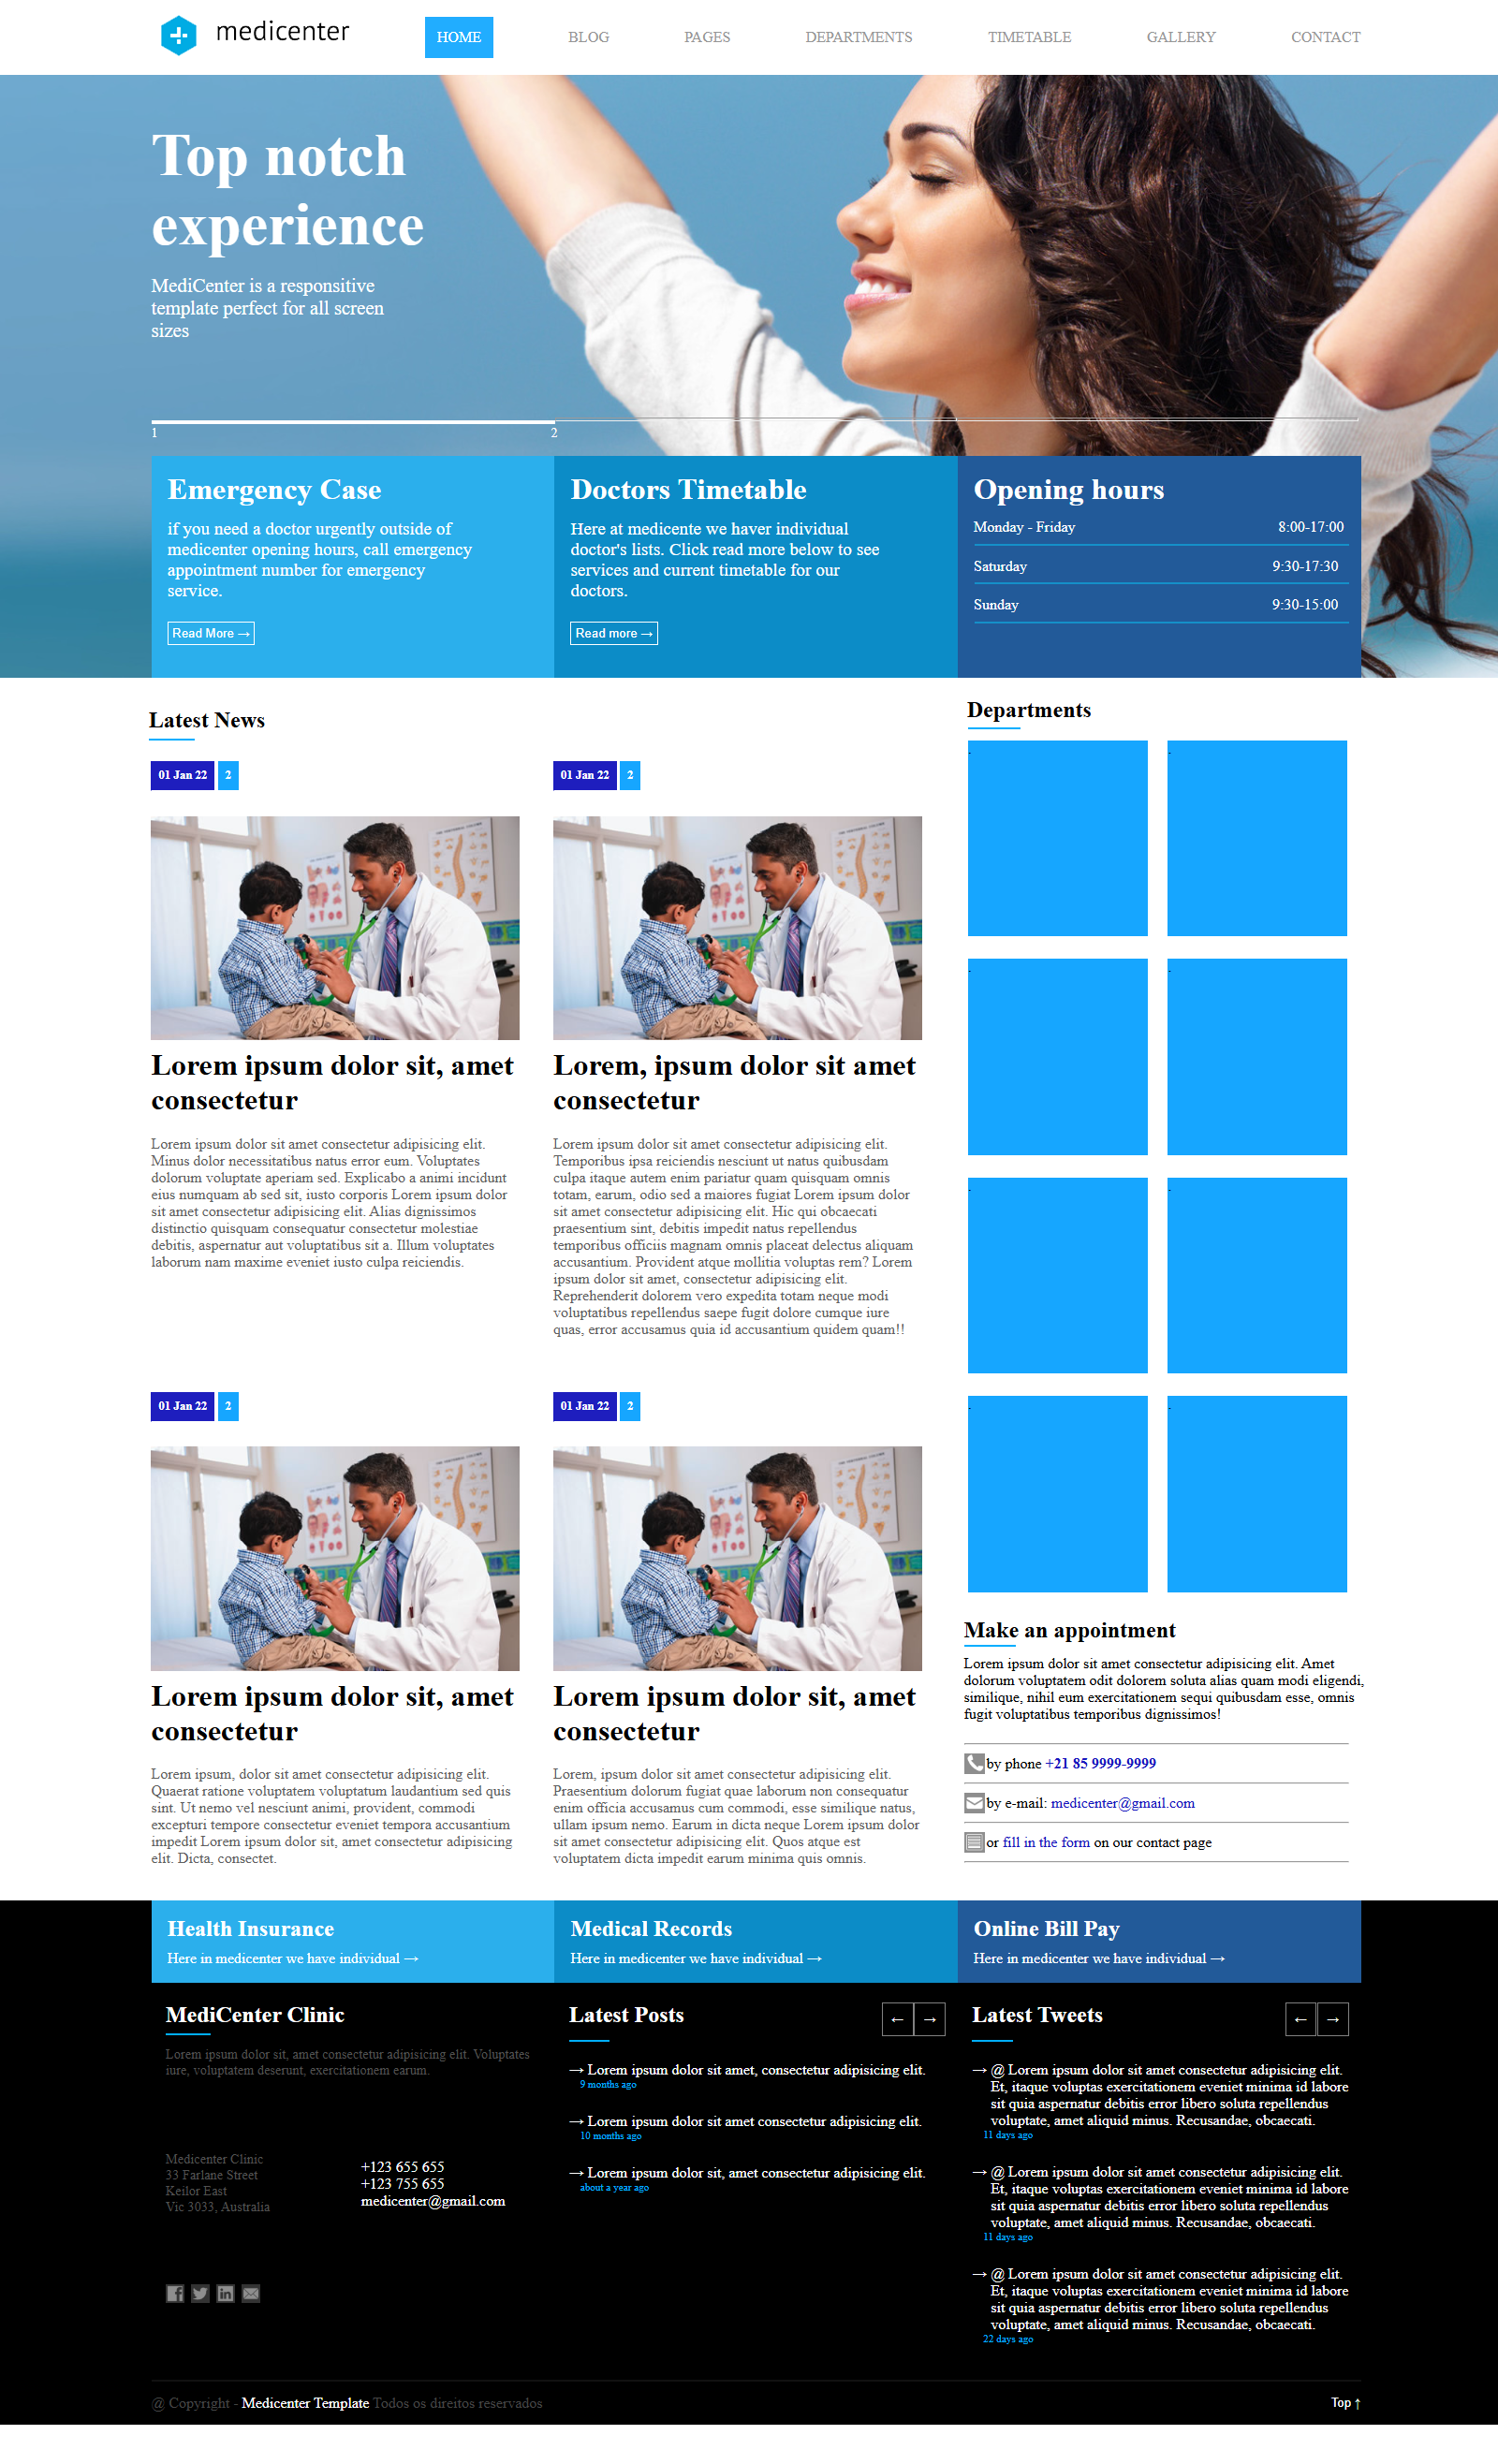 medicenter
HOME
BLOG
PAGES
DEPARTMENTS
TIMETABLE
GALLERY
CONTACT
Top notch
experience
MediCenter is a responsitive
template perfect for all screen
sizes
1
2
Emergency Case
if you need a doctor urgently outside of
medicenter opening hours, call emergency
appointment number for emergency
service.
Read More →
Doctors Timetable
Here at medicente we haver individual
doctor's lists. Click read more below to see
services and current timetable for our
doctors.
Read more →
Opening hours
Monday - Friday 8:00-17:00
Saturday 9:30-17:30
Sunday 9:30-15:00
Latest News
01 Jan 22 2
Lorem ipsum dolor sit, amet
consectetur
Lorem ipsum dolor sit amet consectetur adipisicing elit.
Minus dolor necessitatibus natus error eum. Voluptates
dolorum voluptate aperiam sed. Explicabo a animi incidunt
eius numquam ab sed sit, iusto corporis Lorem ipsum dolor
sit amet consectetur adipisicing elit. Alias dignissimos
distinctio quisquam consequatur consectetur molestiae
debitis, aspernatur aut voluptatibus sit a. Illum voluptates
laborum nam maxime eveniet iusto culpa reiciendis.
01 Jan 22 2
Lorem, ipsum dolor sit amet
consectetur
Lorem ipsum dolor sit amet consectetur adipisicing elit.
Temporibus ipsa reiciendis nesciunt ut natus quibusdam
culpa itaque autem enim pariatur quam quisquam omnis
totam, earum, odio sed a maiores fugiat Lorem ipsum dolor
sit amet consectetur adipisicing elit. Hic qui obcaecati
praesentium sint, debitis impedit natus repellendus
temporibus officiis magnam omnis placeat delectus aliquam
accusantium. Provident atque mollitia voluptas rem? Lorem
ipsum dolor sit amet, consectetur adipisicing elit.
Reprehenderit dolorem vero expedita totam neque modi
voluptatibus repellendus saepe fugit dolore cumque iure
quas, error accusamus quia id accusantium quidem quam!!
01 Jan 22 2
Lorem ipsum dolor sit, amet
consectetur
Lorem ipsum, dolor sit amet consectetur adipisicing elit.
Quaerat ratione voluptatem voluptatum laudantium sed quis
sint. Ut nemo vel nesciunt animi, provident, commodi
excepturi tempore consectetur eveniet tempora accusantium
impedit Lorem ipsum dolor sit, amet consectetur adipisicing
elit. Dicta, consectet.
01 Jan 22 2
Lorem ipsum dolor sit, amet
consectetur
Lorem, ipsum dolor sit amet consectetur adipisicing elit.
Praesentium dolorum fugiat quae laborum non consequatur
enim officia accusamus cum commodi, esse similique natus,
ullam ipsum nemo. Earum in dicta neque Lorem ipsum dolor
sit amet consectetur adipisicing elit. Quos atque est
voluptatem dicta impedit earum minima quis omnis.
Departments
Make an appointment
Lorem ipsum dolor sit amet consectetur adipisicing elit. Amet
dolorum voluptatem odit dolorem soluta alias quam modi eligendi,
similique, nihil eum exercitationem sequi quibusdam esse, omnis
fugit voluptatibus temporibus dignissimos!
by phone +21 85 9999-9999
by e-mail: medicenter@gmail.com
or fill in the form on our contact page
Health Insurance
Here in medicenter we have individual →
Medical Records
Here in medicenter we have individual →
Online Bill Pay
Here in medicenter we have individual →
MediCenter Clinic
Lorem ipsum dolor sit, amet consectetur adipisicing elit. Voluptates
iure, voluptatem deserunt, exercitationem earum.
Medicenter Clinic
33 Farlane Street
Keilor East
Vic 3033, Australia
+123 655 655
+123 755 655
medicenter@gmail.com
Latest Posts
← →
→ Lorem ipsum dolor sit amet, consectetur adipisicing elit.
9 months ago
→ Lorem ipsum dolor sit amet consectetur adipisicing elit.
10 months ago
→ Lorem ipsum dolor sit, amet consectetur adipisicing elit.
about a year ago
Latest Tweets
← →
→ @ Lorem ipsum dolor sit amet consectetur adipisicing elit.
Et, itaque voluptas exercitationem eveniet minima id labore
sit quia aspernatur debitis error libero soluta repellendus
voluptate, amet aliquid minus. Recusandae, obcaecati.
11 days ago
→ @ Lorem ipsum dolor sit amet consectetur adipisicing elit.
Et, itaque voluptas exercitationem eveniet minima id labore
sit quia aspernatur debitis error libero soluta repellendus
voluptate, amet aliquid minus. Recusandae, obcaecati.
11 days ago
→ @ Lorem ipsum dolor sit amet consectetur adipisicing elit.
Et, itaque voluptas exercitationem eveniet minima id labore
sit quia aspernatur debitis error libero soluta repellendus
voluptate, amet aliquid minus. Recusandae, obcaecati.
22 days ago
@ Copyright - Medicenter Template Todos os direitos reservados
Top ↑